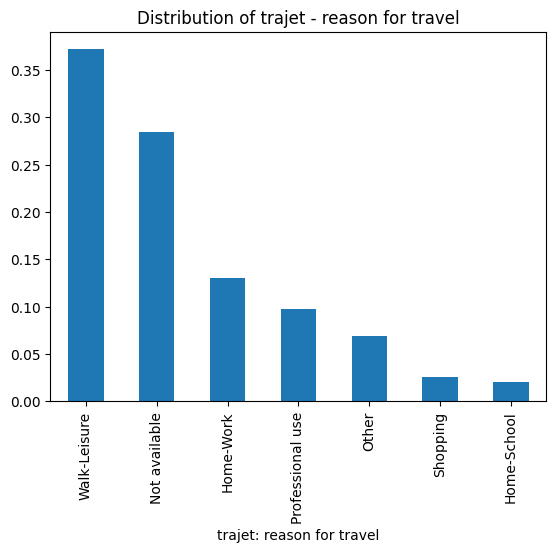 Distribution of trajet - reason for travel
0.35
0.30
0.25
0.20
0.15
0.10
0.05
0.00
Walk-Leisure
Not available
Home-Work
Professional use
Other
Shopping
Home-School
trajet: reason for travel